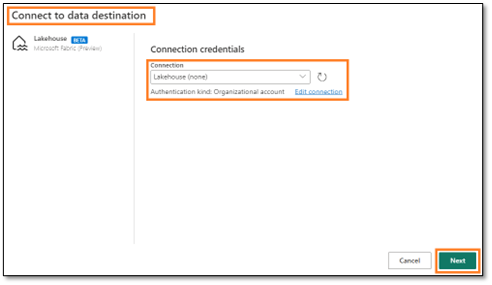 Connect to data destination
Lakehouse BETA
Microsoft Fabric (Preview)
Connection credentials
Connection
Lakehouse (none)
Authentication kind: Organizational account Edit connection
Cancel Next